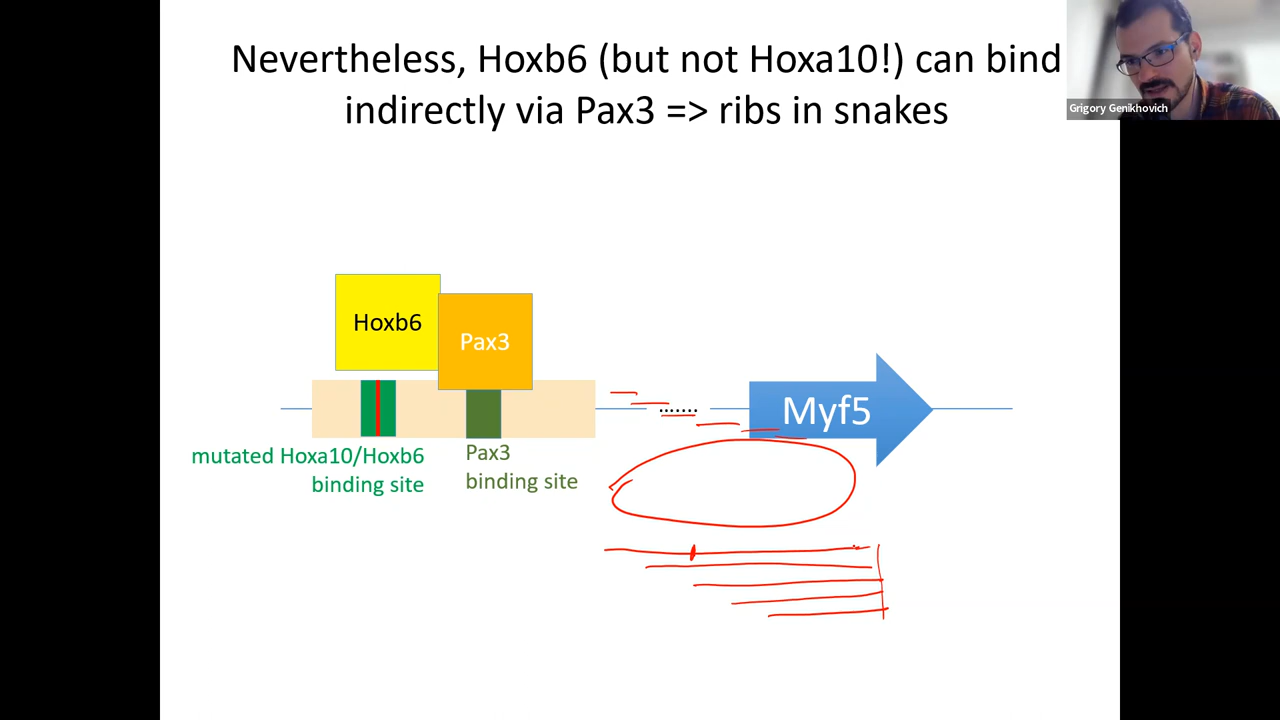 Nevertheless, Hoxb6 (but not Hoxa10!) can bind
indirectly via Pax3 => ribs in snakes
Grigory Genikhovich
Hoxb6
Pax3
.......
Myf5
mutated Hoxa10/Hoxb6
binding site
Pax3
binding site